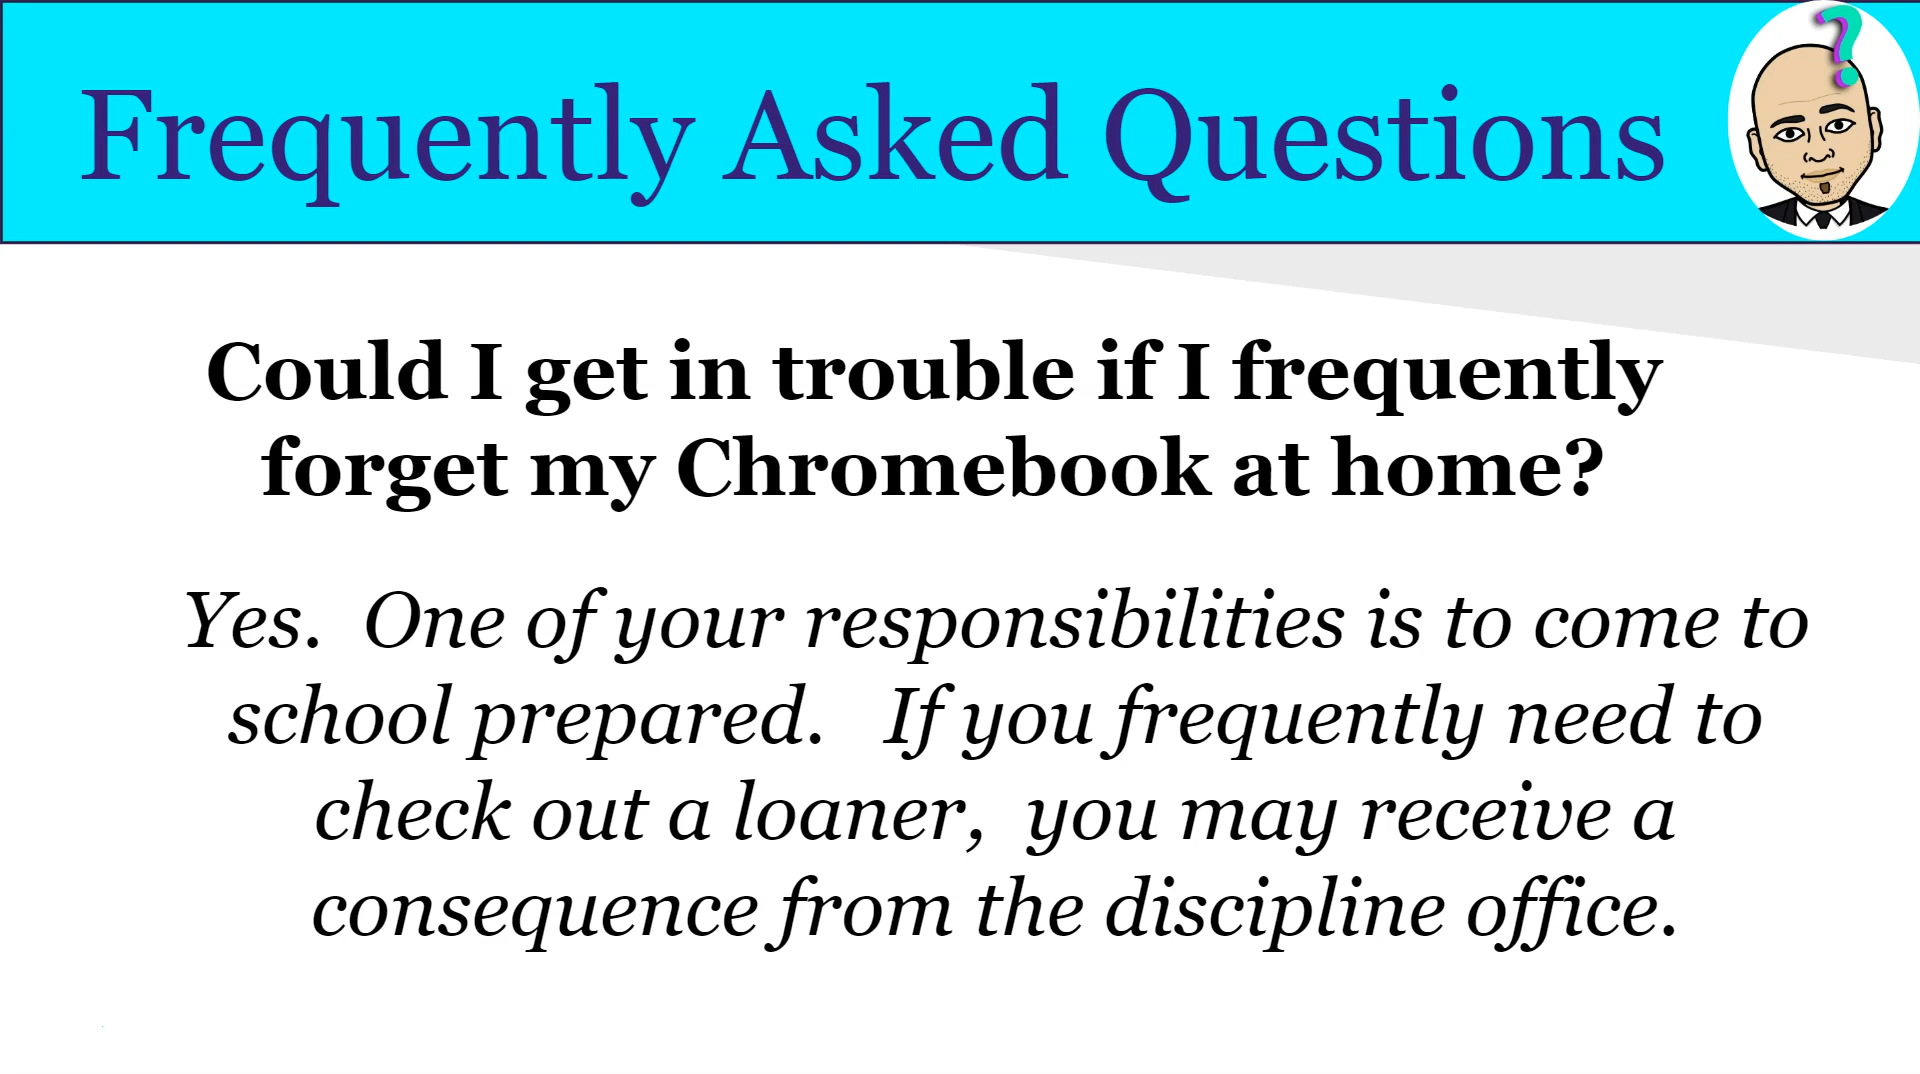 Frequently Asked Questions
?
Could I get in trouble if I frequently
forget my Chromebook at home?
Yes. One of your responsibilities is to come to
school prepared. If you frequently need to
check out a loaner, you may receive a
consequence from the discipline office.